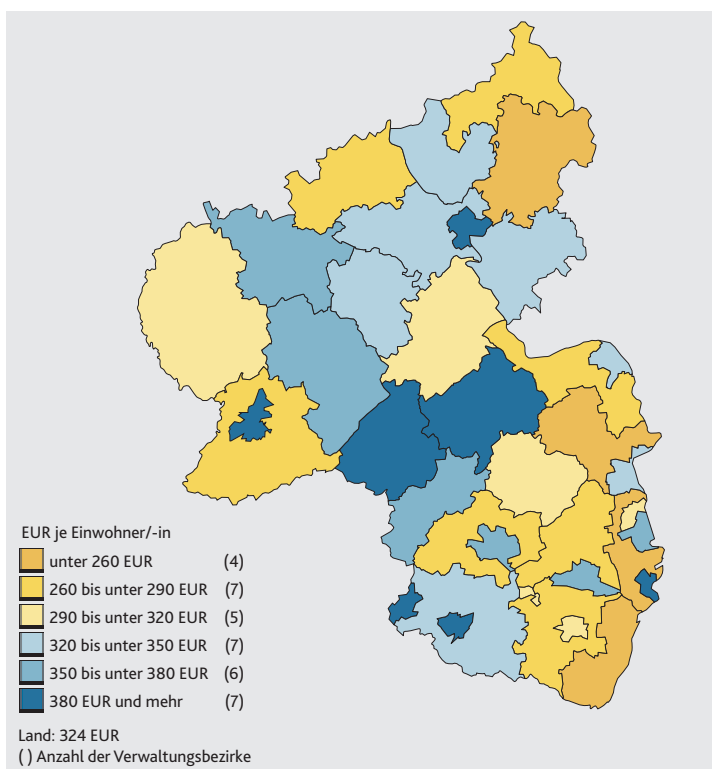 EUR je Einwohner/-in
unter 260 EUR (4)
260 bis unter 290 EUR (7)
290 bis unter 320 EUR (5)
320 bis unter 350 EUR (7)
350 bis unter 380 EUR (6)
380 EUR und mehr (7)
Land: 324 EUR
( ) Anzahl der Verwaltungsbezirke